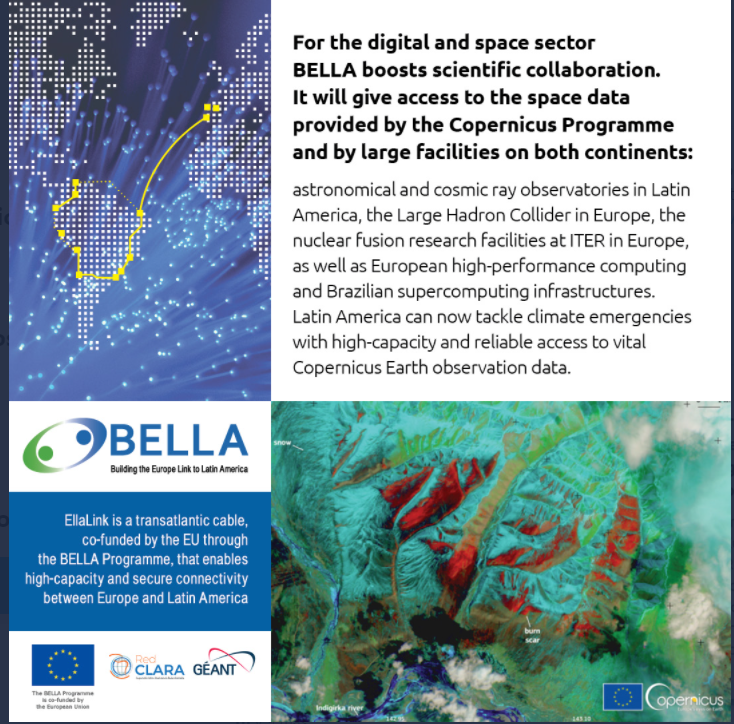 For the digital and space sector
BELLA boosts scientific collaboration.
It will give access to the space data
provided by the Copernicus Programme
and by large facilities on both continents:
astronomical and cosmic ray observatories in Latin
America, the Large Hadron Collider in Europe, the
nuclear fusion research facilities at ITER in Europe,
as well as European high-performance computing
and Brazilian supercomputing infrastructures.
Latin America can now tackle climate emergencies
with high-capacity and reliable access to vital
Copernicus Earth observation data.
BELLA
Building the Europe Link to Latin America
EllaLink is a transatlantic cable,
co-funded by the EU through
the BELLA Programme, that enables
high-capacity and secure connectivity
between Europe and Latin America
The BELLA Programme
is co-funded by
the European Union
Red
CLARA
GÉANT
snow
burn
scar
Indigirka river
opernicus